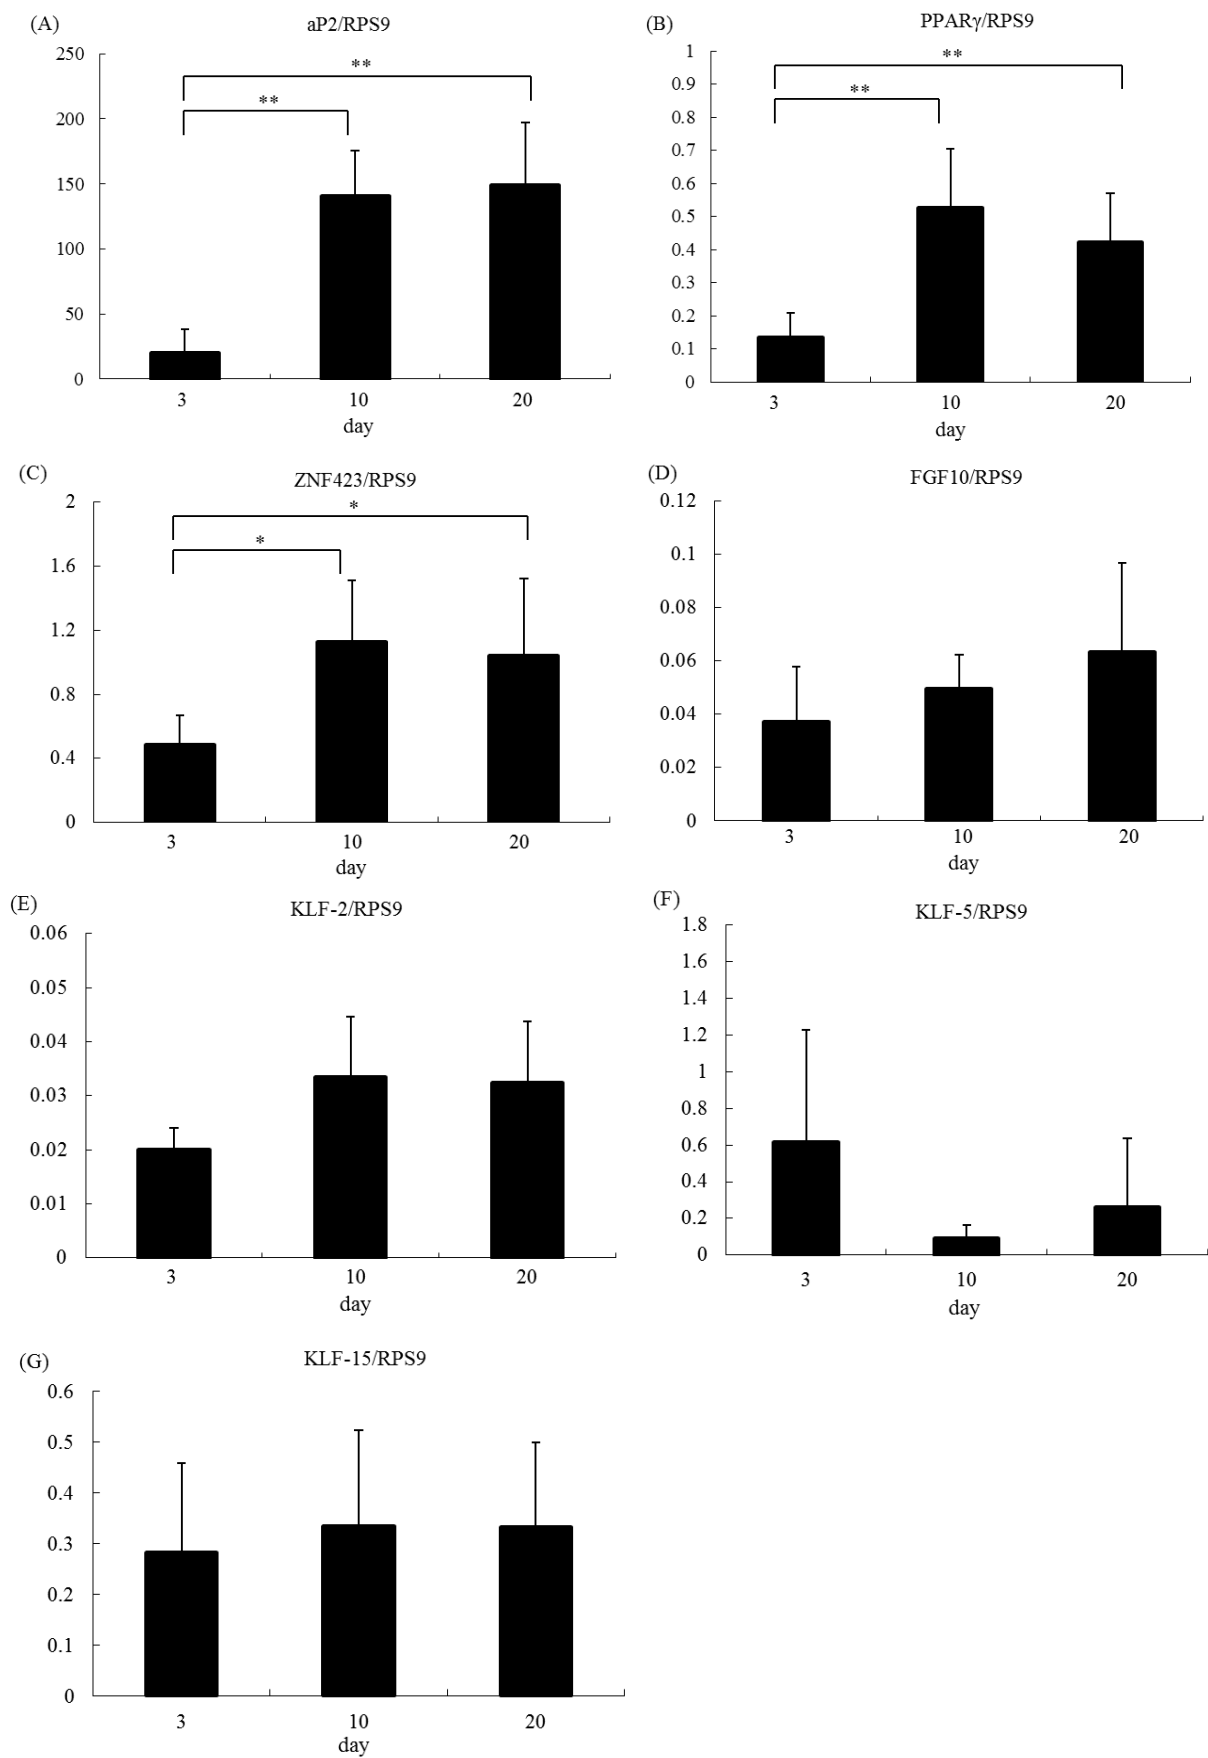 (A)
aP2/RPS9
250
200
150
100
50
0
**
**
3 10 20
day
(B)
PPARγ/RPS9
1
0.9
0.8
0.7
0.6
0.5
0.4
0.3
0.2
0.1
0
**
**
3 10 20
day
(C)
ZNF423/RPS9
2
1.6
1.2
0.8
0.4
0
*
*
3 10 20
day
(D)
FGF10/RPS9
0.12
0.1
0.08
0.06
0.04
0.02
0
3 10 20
day
(E)
KLF-2/RPS9
0.06
0.05
0.04
0.03
0.02
0.01
0
3 10 20
day
(F)
KLF-5/RPS9
1.8
1.6
1.4
1.2
1
0.8
0.6
0.4
0.2
0
3 10 20
day
(G)
KLF-15/RPS9
0.6
0.5
0.4
0.3
0.2
0.1
0
3 10 20
day